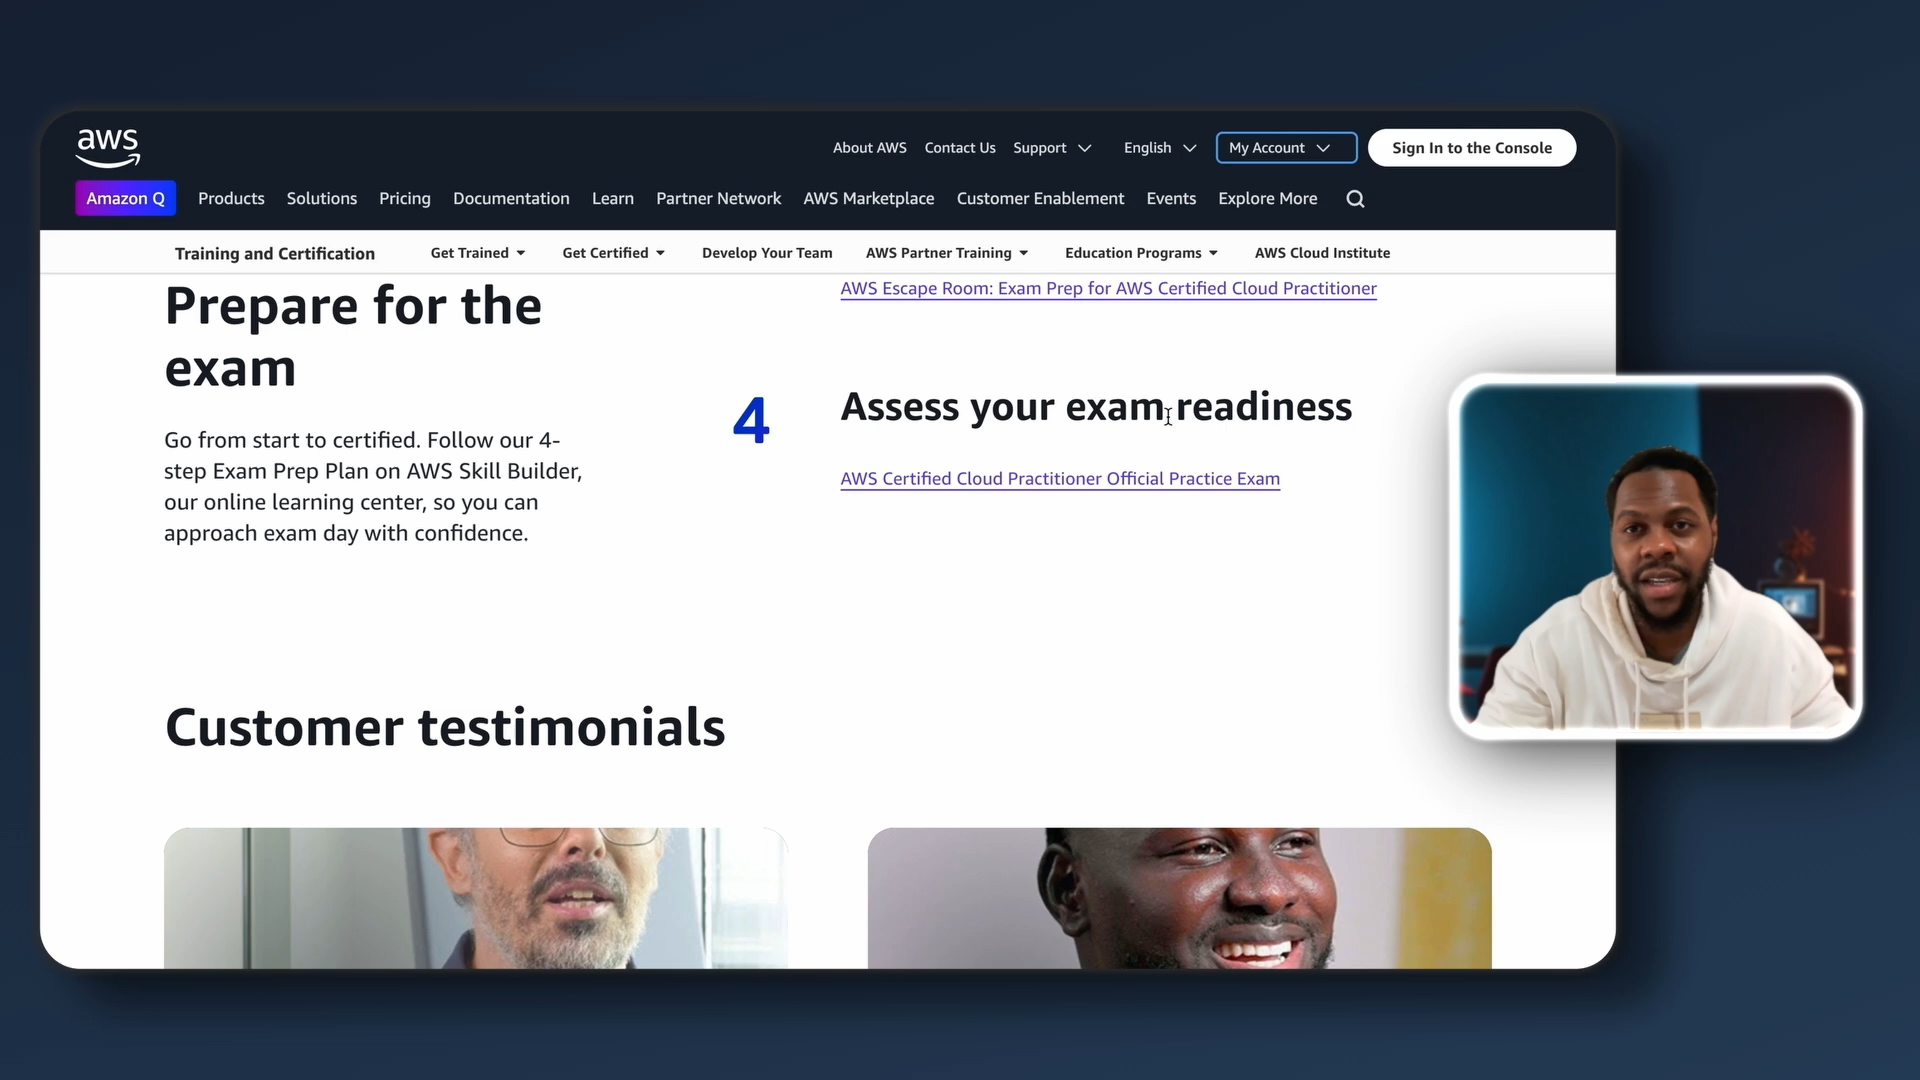 aws
About AWS
Contact Us
Support
English
My Account
Sign In to the Console
Amazon Q
Products
Solutions
Pricing
Documentation
Learn
Partner Network
AWS Marketplace
Customer Enablement
Events
Explore More
Training and Certification
Get Trained
Get Certified
Develop Your Team
AWS Partner Training
Education Programs
AWS Cloud Institute
Prepare for the
exam
Go from start to certified. Follow our 4-
step Exam Prep Plan on AWS Skill Builder,
our online learning center, so you can
approach exam day with confidence.
AWS Escape Room: Exam Prep for AWS Certified Cloud Practitioner
4
Assess your exam readiness
AWS Certified Cloud Practitioner Official Practice Exam
Customer testimonials